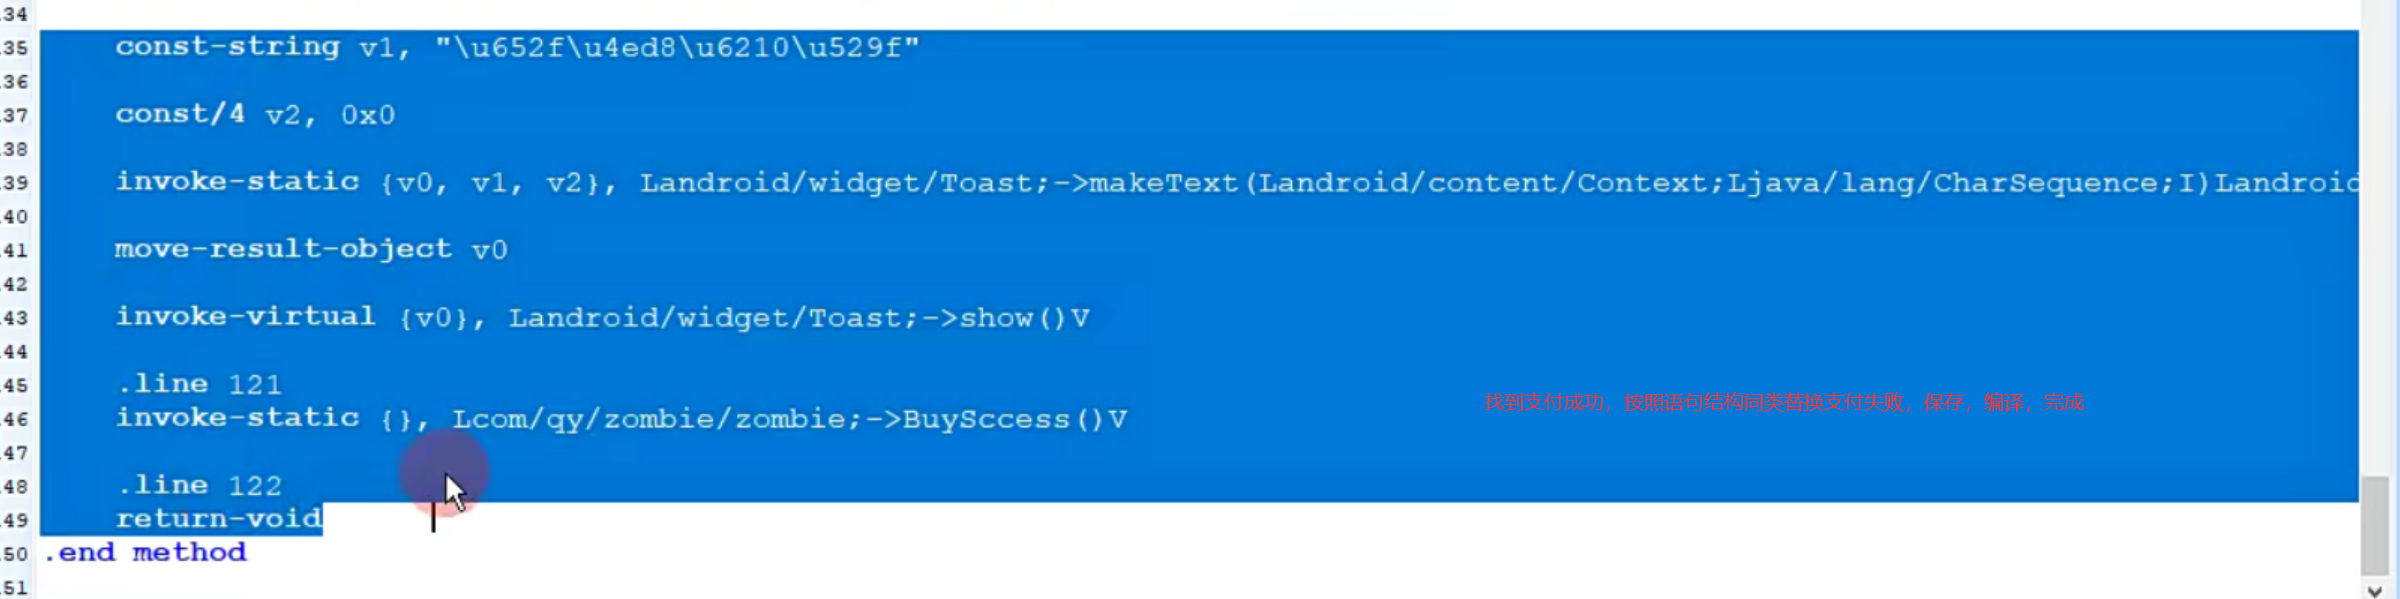 34
35 const-string v1, "\u652f\u4ed8\u6210\u529f"
36
37 const/4 v2, 0x0
38
39 invoke-static {v0, v1, v2}, Landroid/widget/Toast;->makeText(Landroid/content/Context;Ljava/lang/CharSequence;I)Landroid
40
41 move-result-object v0
42
43 invoke-virtual {v0}, Landroid/widget/Toast;->show()V
44
45 .line 121
找到支付成功，按照语句结构同类替换支付失败，保存，编译，完成
46 invoke-static {}, Lcom/qy/zombie/zombie;->BuySccess()V
47
48 .line 122
49 return-void
50 .end method
51